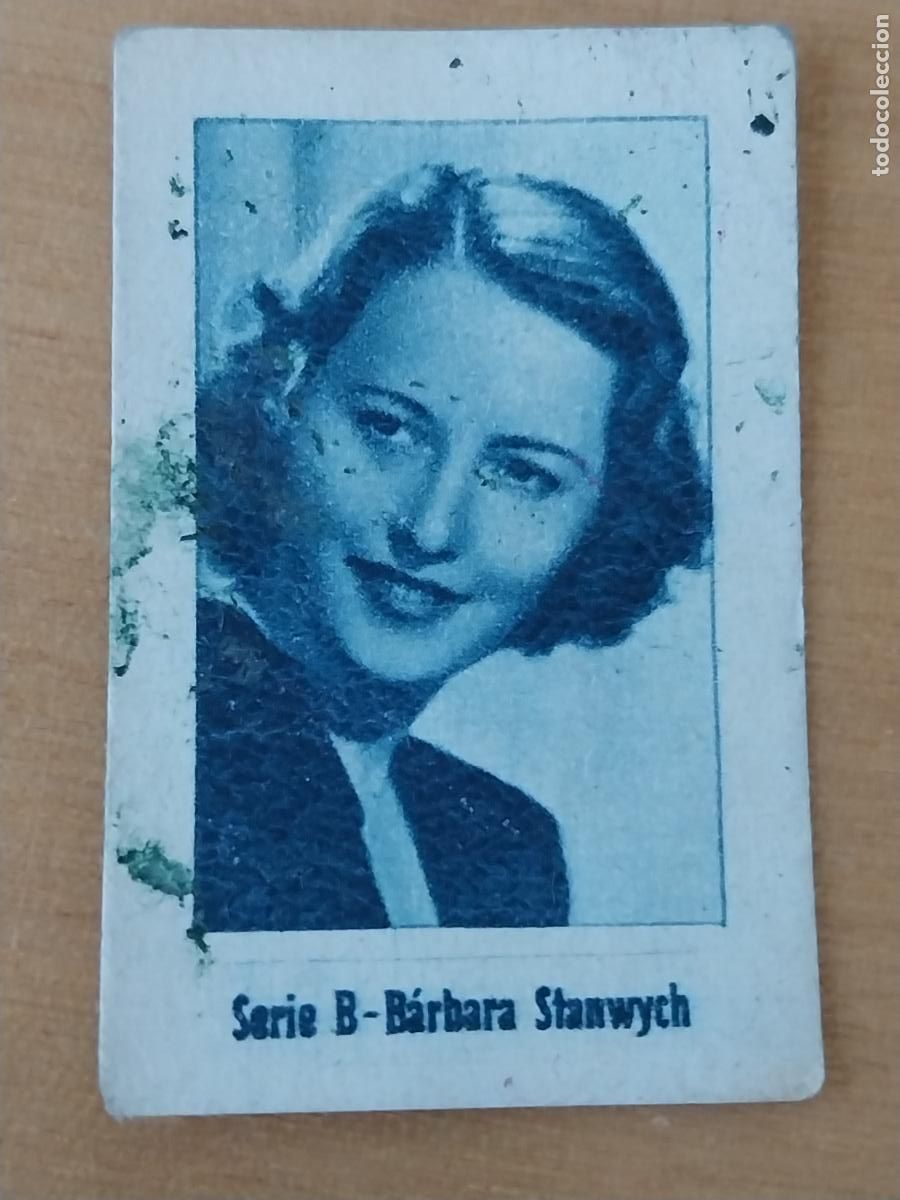 todocoleccion
Serie B - Bárbara Stanwych